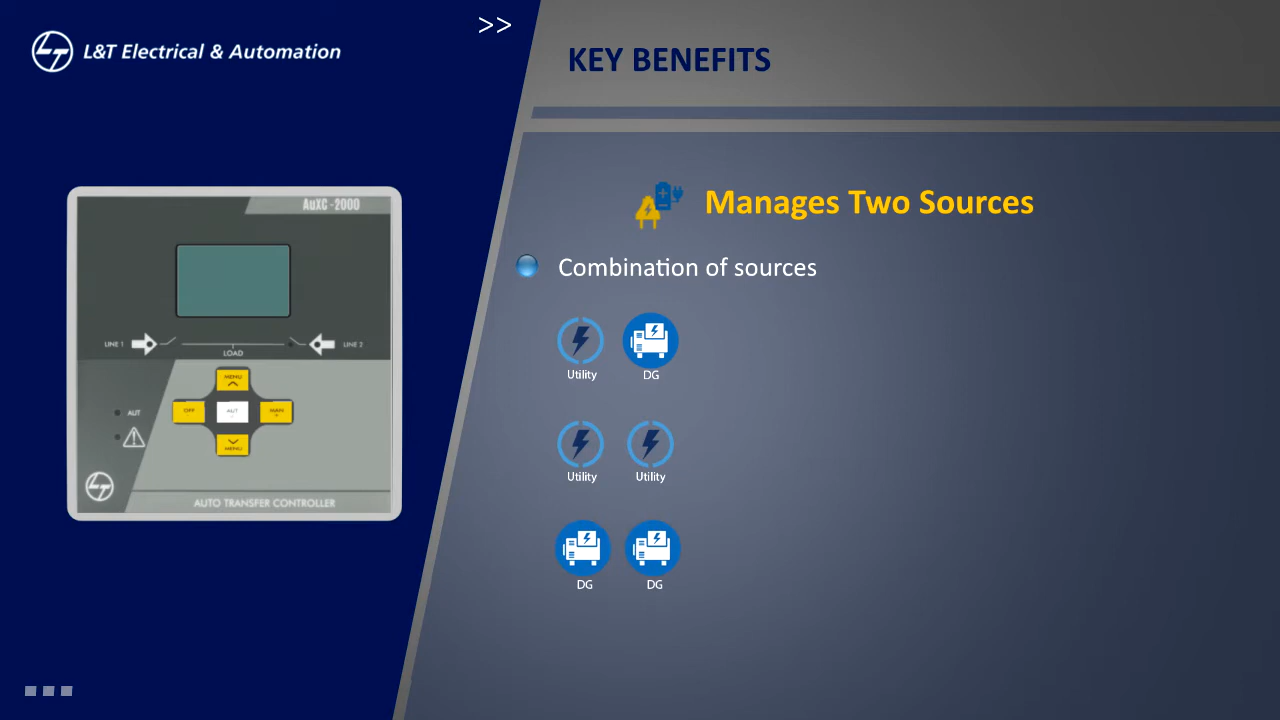 >>
L&T Electrical & Automation
KEY BENEFITS
Manages Two Sources
Combination of sources
Utility DG
Utility Utility
DG DG
AuXC -2000
LINE 1 LINE 2
LOAD
MENU
OFF AUT MAN
MENU
AUT
AUTO TRANSFER CONTROLLER